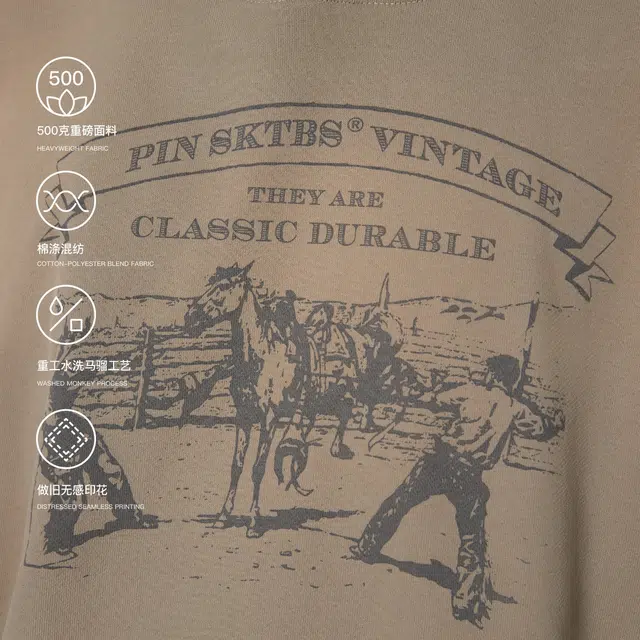 500
500克重磅面料
HEAVYWEIGHT FABRIC
棉涤混纺
COTTON-POLYESTER BLEND FABRIC
重工水洗马骝工艺
WASHED MONKEY PROCESS
做旧无感印花
DISTRESSED SEAMLESS PRINTING
PIN SKTBS® VINTAGE
THEY ARE
CLASSIC DURABLE